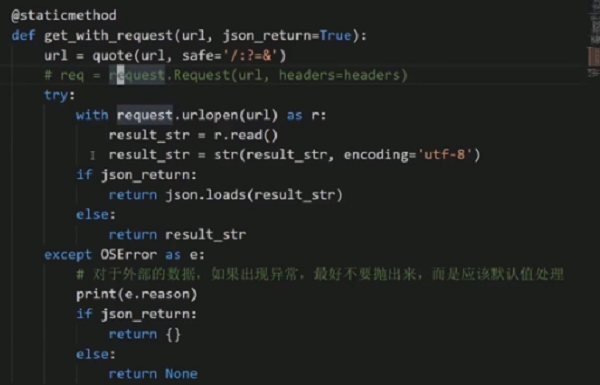 @staticmethod
def get_with_request(url, json_return=True):
    url = quote(url, safe='/:?=&')
    # req = request.Request(url, headers=headers)
    try:
        with request.urlopen(url) as r:
            result_str = r.read()
            result_str = str(result_str, encoding='utf-8')
        if json_return:
            return json.loads(result_str)
        else:
            return result_str
    except OSError as e:
        # 对于外部的数据，如果出现异常，最好不要抛出来，而是应该默认值处理
        print(e.reason)
        if json_return:
            return {}
        else:
            return None